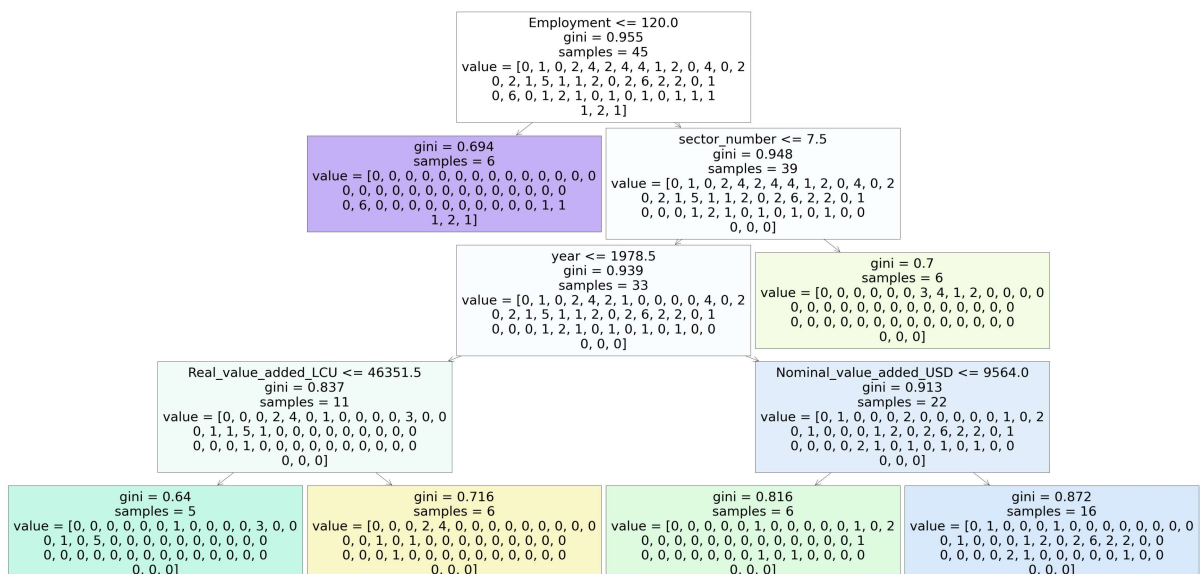 Employment <= 120.0
gini = 0.955
samples = 45
value = [0, 1, 0, 2, 4, 2, 4, 4, 1, 2, 0, 4, 0, 2
0, 2, 1, 5, 1, 1, 2, 0, 2, 6, 2, 2, 0, 1
0, 6, 0, 1, 2, 1, 0, 1, 0, 1, 0, 1, 1, 1
1, 2, 1]
gini = 0.694
samples = 6
value = [0, 0, 0, 0, 0, 0, 0, 0, 0, 0, 0, 0, 0, 0
0, 0, 0, 0, 0, 0, 0, 0, 0, 0, 0, 0, 0, 0
0, 6, 0, 0, 0, 0, 0, 0, 0, 0, 0, 0, 1, 1
1, 2, 1]
sector_number <= 7.5
gini = 0.948
samples = 39
value = [0, 1, 0, 2, 4, 2, 4, 4, 1, 2, 0, 4, 0, 2
0, 2, 1, 5, 1, 1, 2, 0, 2, 6, 2, 2, 0, 1
0, 0, 0, 1, 2, 1, 0, 1, 0, 1, 0, 1, 0, 0
0, 0, 0]
year <= 1978.5
gini = 0.939
samples = 33
value = [0, 1, 0, 2, 4, 2, 1, 0, 0, 0, 0, 4, 0, 2
0, 2, 1, 5, 1, 1, 2, 0, 2, 6, 2, 2, 0, 1
0, 0, 0, 1, 2, 1, 0, 1, 0, 1, 0, 1, 0, 0
0, 0, 0]
gini = 0.7
samples = 6
value = [0, 0, 0, 0, 0, 0, 3, 4, 1, 2, 0, 0, 0, 0
0, 0, 0, 0, 0, 0, 0, 0, 0, 0, 0, 0, 0, 0
0, 0, 0, 0, 0, 0, 0, 0, 0, 0, 0, 0, 0, 0
0, 0, 0]
Real_value_added_LCU <= 46351.5
gini = 0.837
samples = 11
value = [0, 0, 0, 2, 4, 0, 1, 0, 0, 0, 0, 3, 0, 0
0, 1, 1, 5, 1, 0, 0, 0, 0, 0, 0, 0, 0, 0
0, 0, 0, 1, 0, 0, 0, 0, 0, 0, 0, 0, 0, 0
0, 0, 0]
Nominal_value_added_USD <= 9564.0
gini = 0.913
samples = 22
value = [0, 1, 0, 0, 0, 2, 0, 0, 0, 0, 0, 1, 0, 2
0, 1, 0, 0, 0, 1, 2, 0, 2, 6, 2, 2, 0, 1
0, 0, 0, 0, 2, 1, 0, 1, 0, 1, 0, 1, 0, 0
0, 0, 0]
gini = 0.64
samples = 5
value = [0, 0, 0, 0, 0, 0, 1, 0, 0, 0, 0, 3, 0, 0
0, 1, 0, 5, 0, 0, 0, 0, 0, 0, 0, 0, 0, 0
0, 0, 0, 0, 0, 0, 0, 0, 0, 0, 0, 0, 0, 0
0, 0, 0]
gini = 0.716
samples = 6
value = [0, 0, 0, 2, 4, 0, 0, 0, 0, 0, 0, 0, 0, 0
0, 0, 1, 0, 1, 0, 0, 0, 0, 0, 0, 0, 0, 0
0, 0, 0, 1, 0, 0, 0, 0, 0, 0, 0, 0, 0, 0
0, 0, 0]
gini = 0.816
samples = 6
value = [0, 0, 0, 0, 0, 1, 0, 0, 0, 0, 0, 1, 0, 2
0, 0, 0, 0, 0, 0, 0, 0, 0, 0, 0, 0, 0, 1
0, 0, 0, 0, 0, 0, 0, 1, 0, 1, 0, 0, 0, 0
0, 0, 0]
gini = 0.872
samples = 16
value = [0, 1, 0, 0, 0, 1, 0, 0, 0, 0, 0, 0, 0, 0
0, 1, 0, 0, 0, 1, 2, 0, 2, 6, 2, 2, 0, 0
0, 0, 0, 0, 2, 1, 0, 0, 0, 0, 0, 1, 0, 0
0, 0, 0]